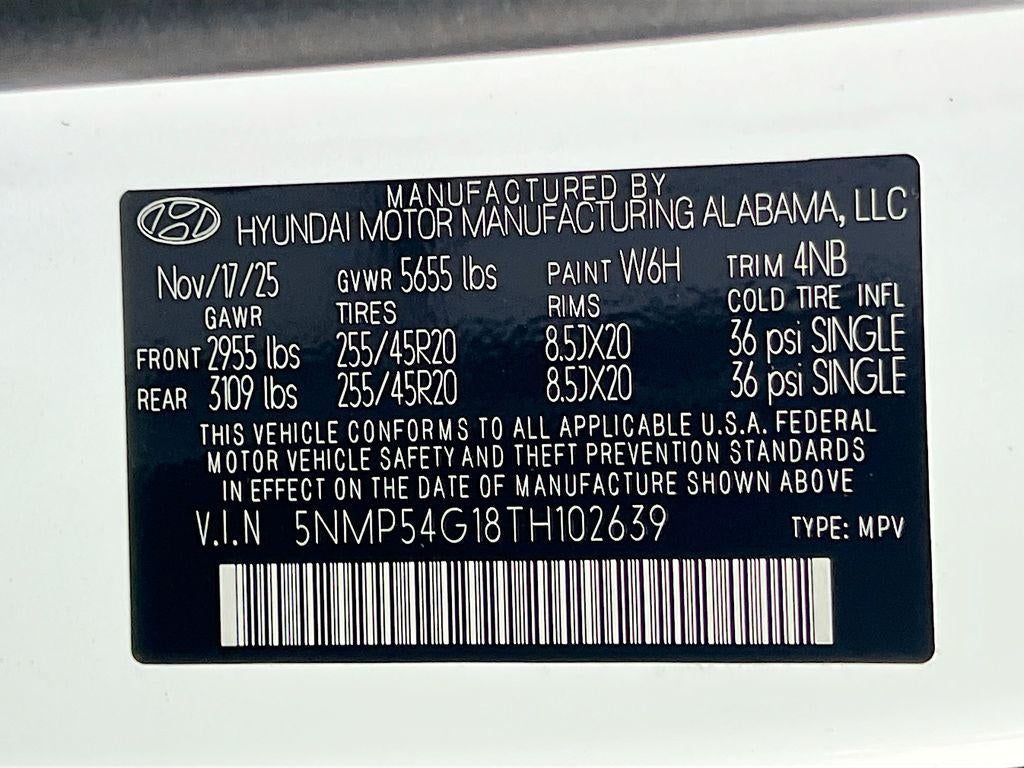 MANUFACTURED BY
HYUNDAI MOTOR MANUFACTURING ALABAMA, LLC
Nov/17/25 GVWR 5655 lbs PAINT W6H TRIM 4NB
GAWR TIRES RIMS COLD TIRE INFL
FRONT 2955 lbs 255/45R20 8.5JX20 36 psi SINGLE
REAR 3109 lbs 255/45R20 8.5JX20 36 psi SINGLE
THIS VEHICLE CONFORMS TO ALL APPLICABLE U.S.A. FEDERAL
MOTOR VEHICLE SAFETY AND THEFT PREVENTION STANDARDS
IN EFFECT ON THE DATE OF MANUFACTURE SHOWN ABOVE
V.I.N 5NMP54G18TH102639 TYPE: MPV